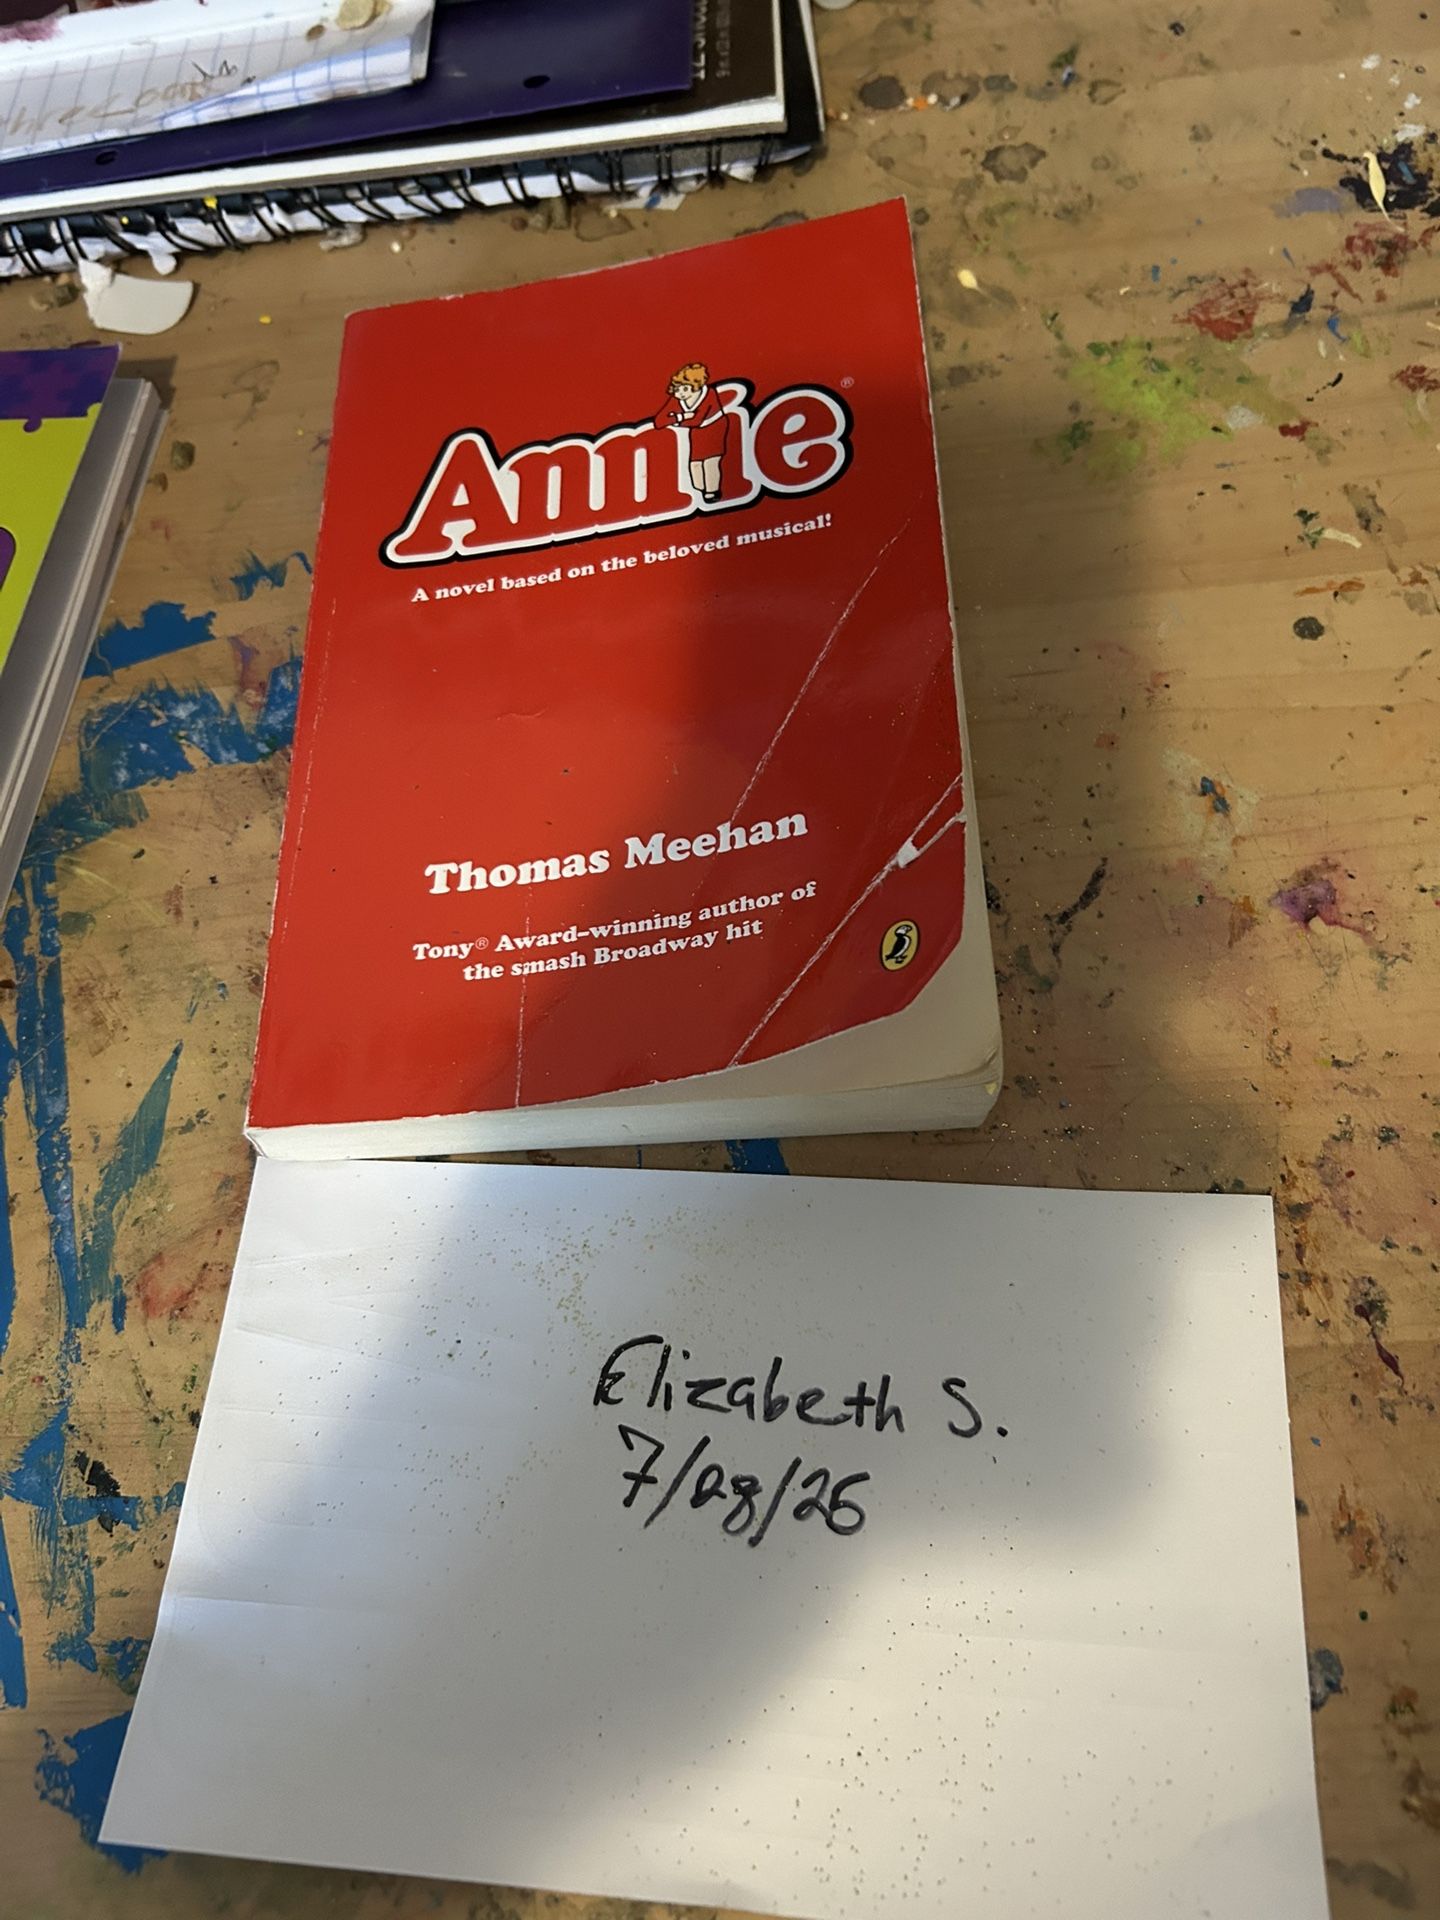 Annie®
A novel based on the beloved musical!
Thomas Meehan
Tony® Award-winning author of
the smash Broadway hit
Elizabeth S.
7/28/26